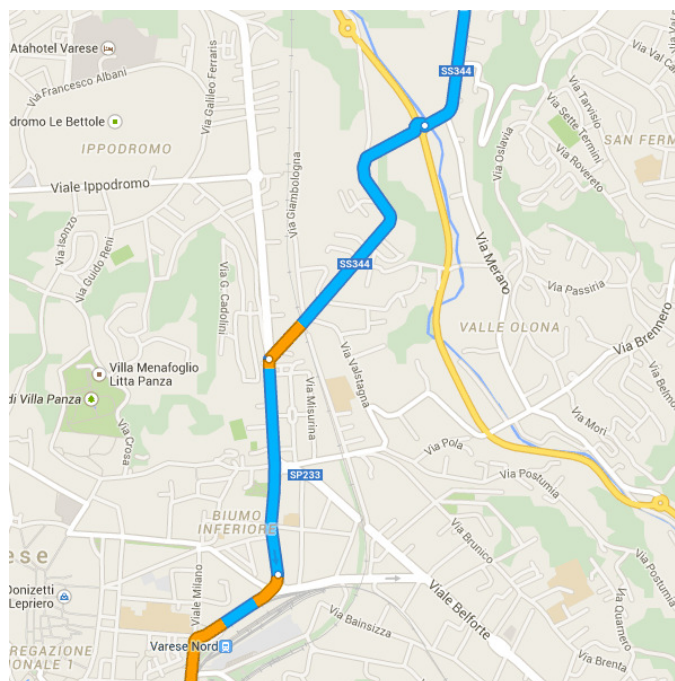 Atahotel Varese
SS344
Via Francesco Albani
Via Galileo Ferraris
Via Val Ca
Via Tarvisio
Via Sette Termini
dromo Le Bettole
IPPODROMO
Via Oslavia
SAN FERM
Via Rovereto
Viale Ippodromo
Via Giambologna
Via Isonzo
Via Guido Reni
Via G. Cadolini
SS344
Via Merano
Via Passiria
VALLE OLONA
Via Brennero
Villa Menafoglio
Litta Panza
di Villa Panza
Via Crosa
Via Misurina
Via Valstagna
Via Belmo
Via Mori
Via Pola
SP233
Via Postumia
BIUMO
INFERIORE
Via Brunico
ese
Donizetti
Lepriero
Viale Milano
Viale Belforte
Via Postumia
Via Quarnero
Via Bainsizza
Varese Nord
REGAZIONE
IONALE 1
Via Brenta